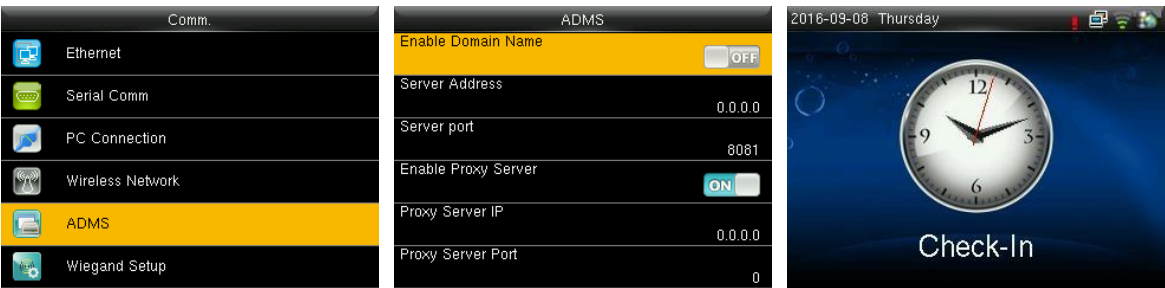 Comm.
Ethernet
Serial Comm
PC Connection
Wireless Network
ADMS
Wiegand Setup
ADMS
Enable Domain Name
OFF
Server Address
0.0.0.0
Server port
8081
Enable Proxy Server
ON
Proxy Server IP
0.0.0.0
Proxy Server Port
0
2016-09-08 Thursday
12
9
3
6
Check-In